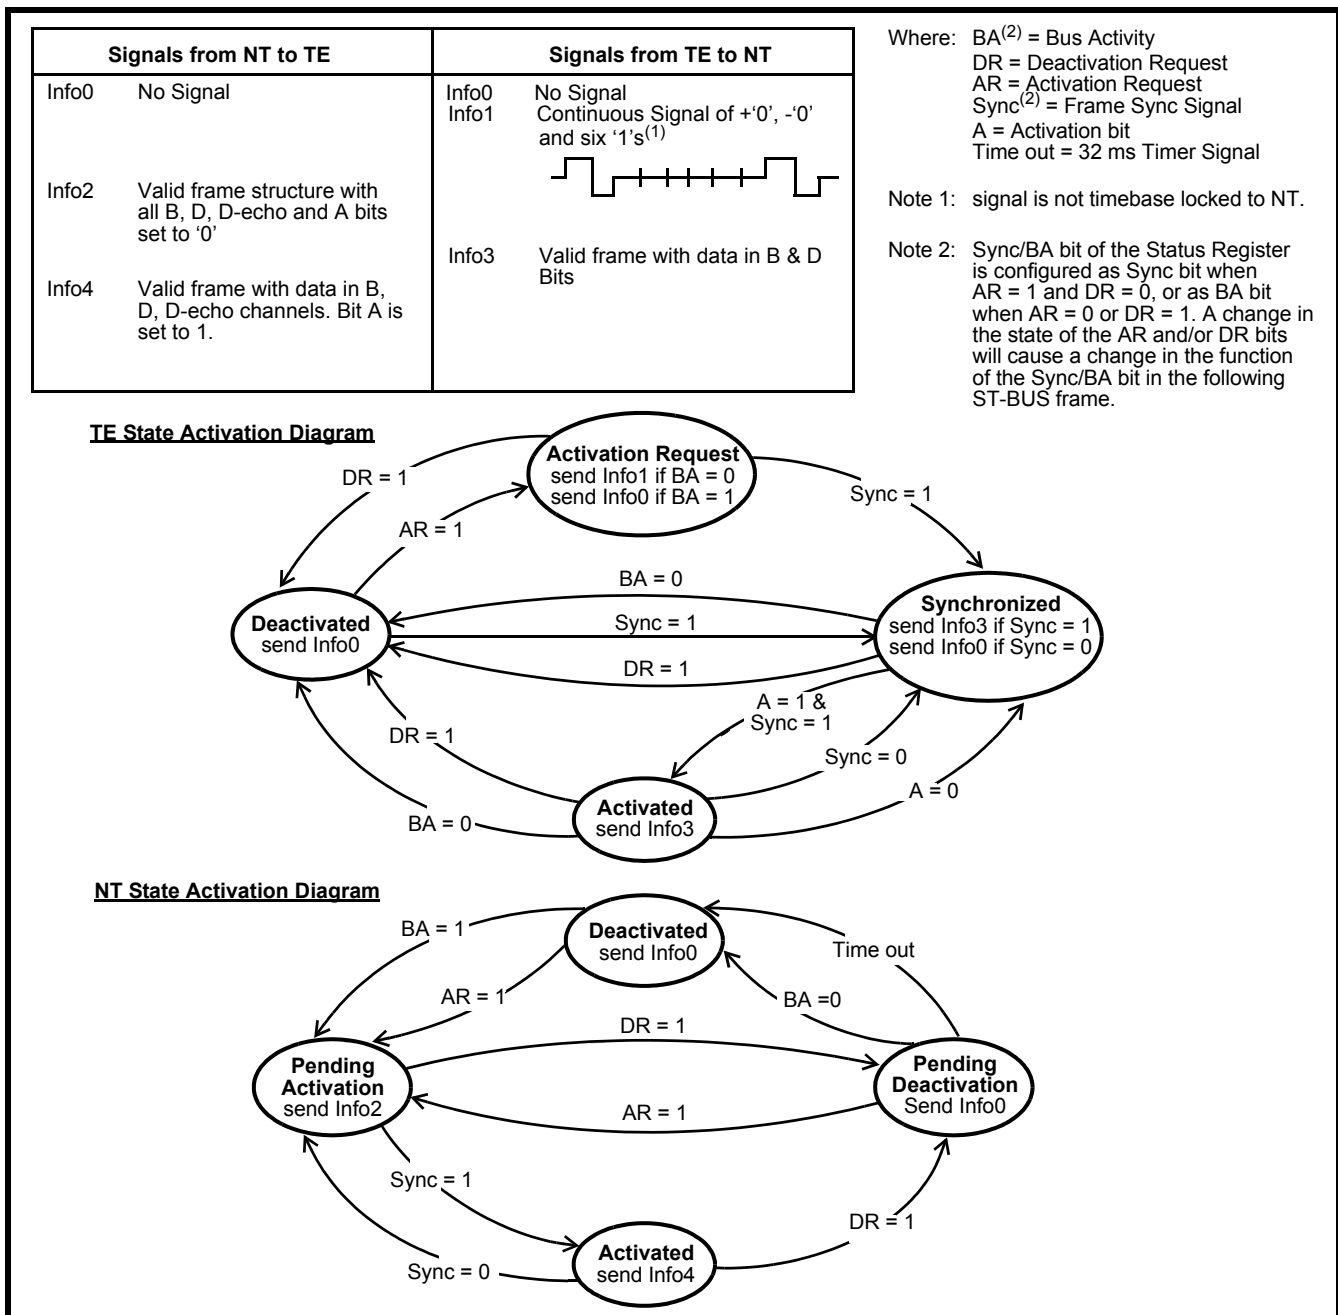 Signals from NT to TE
Signals from TE to NT
Info0 No Signal
Info2 Valid frame structure with
all B, D, D-echo and A bits
set to ‘0’
Info4 Valid frame with data in B,
D, D-echo channels. Bit A is
set to 1.
Info0 No Signal
Info1 Continuous Signal of +‘0’, -‘0’
and six ‘1’s(1)
Info3 Valid frame with data in B & D
Bits
Where: BA(2) = Bus Activity
DR = Deactivation Request
AR = Activation Request
Sync(2) = Frame Sync Signal
A = Activation bit
Time out = 32 ms Timer Signal
Note 1: signal is not timebase locked to NT.
Note 2: Sync/BA bit of the Status Register
is configured as Sync bit when
AR = 1 and DR = 0, or as BA bit
when AR = 0 or DR = 1. A change in
the state of the AR and/or DR bits
will cause a change in the function
of the Sync/BA bit in the following
ST-BUS frame.
TE State Activation Diagram
Activation Request
send Info1 if BA = 0
send Info0 if BA = 1
DR = 1
Sync = 1
AR = 1
BA = 0
Deactivated
send Info0
Sync = 1
Synchronized
send Info3 if Sync = 1
send Info0 if Sync = 0
DR = 1
A = 1 &
Sync = 1
DR = 1
Sync = 0
A = 0
Activated
send Info3
BA = 0
NT State Activation Diagram
BA = 1
Deactivated
send Info0
Time out
AR = 1
BA =0
DR = 1
Pending
Activation
send Info2
Pending
Deactivation
Send Info0
AR = 1
Sync = 1
DR = 1
Activated
send Info4
Sync = 0